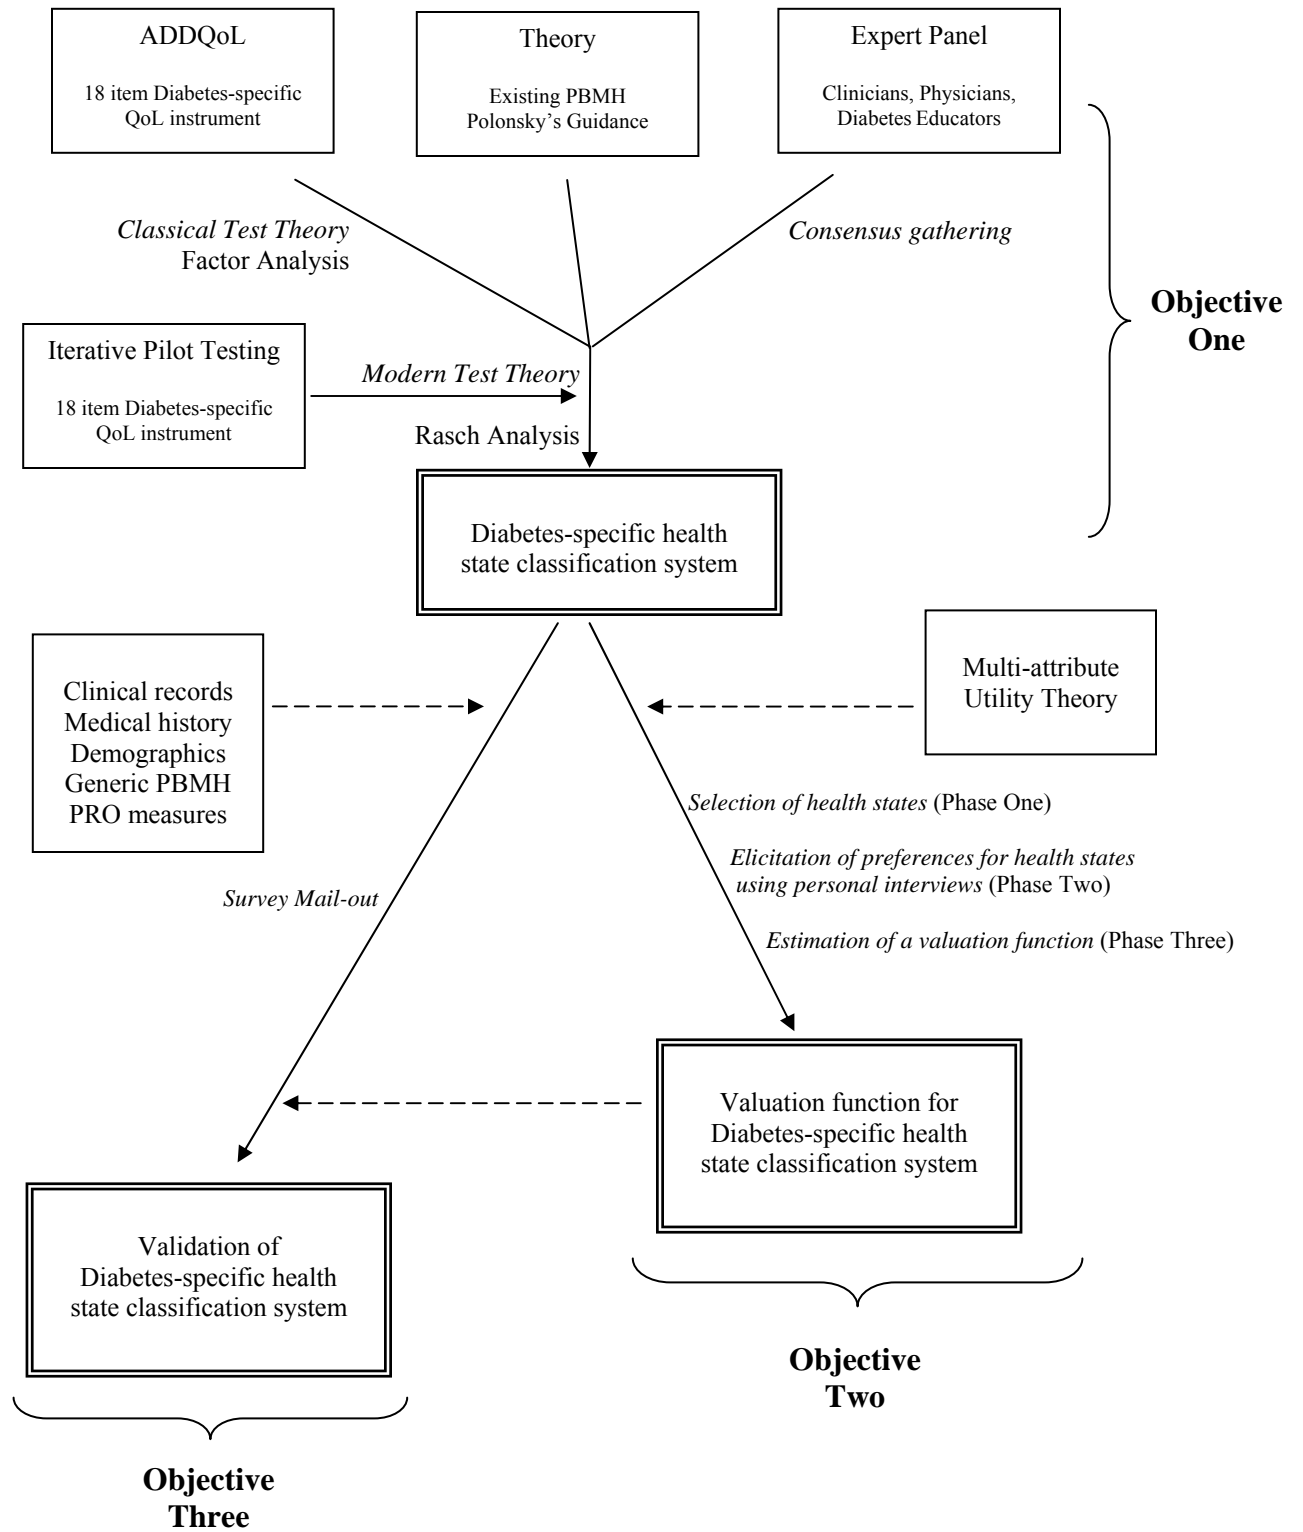 ADDQoL
18 item Diabetes-specific
QoL instrument
Theory
Existing PBMH
Polonsky's Guidance
Expert Panel
Clinicians, Physicians,
Diabetes Educators
Classical Test Theory
Factor Analysis
Consensus gathering
Objective
One
Iterative Pilot Testing
18 item Diabetes-specific
QoL instrument
Modern Test Theory
Rasch Analysis
Diabetes-specific health
state classification system
Clinical records
Medical history
Demographics
Generic PBMH
PRO measures
Multi-attribute
Utility Theory
Selection of health states (Phase One)
Elicitation of preferences for health states
using personal interviews (Phase Two)
Survey Mail-out
Estimation of a valuation function (Phase Three)
Valuation function for
Diabetes-specific health
state classification system
Validation of
Diabetes-specific health
state classification system
Objective
Two
Objective
Three